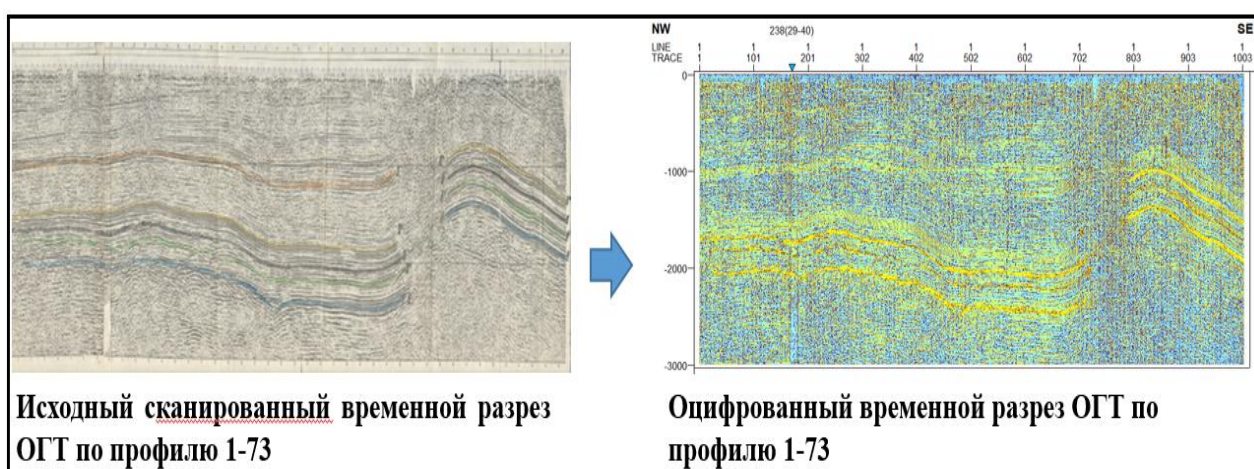 NW 238(29-40) SE
LINE 1 1 1 1 1 1 1 1 1 1 1
TRACE 1 101 201 302 402 502 602 702 803 903 1003
0
-1000
-2000
-3000
Исходный сканированный временной разрез
ОГТ по профилю 1-73
Оцифрованный временной разрез ОГТ по
профилю 1-73